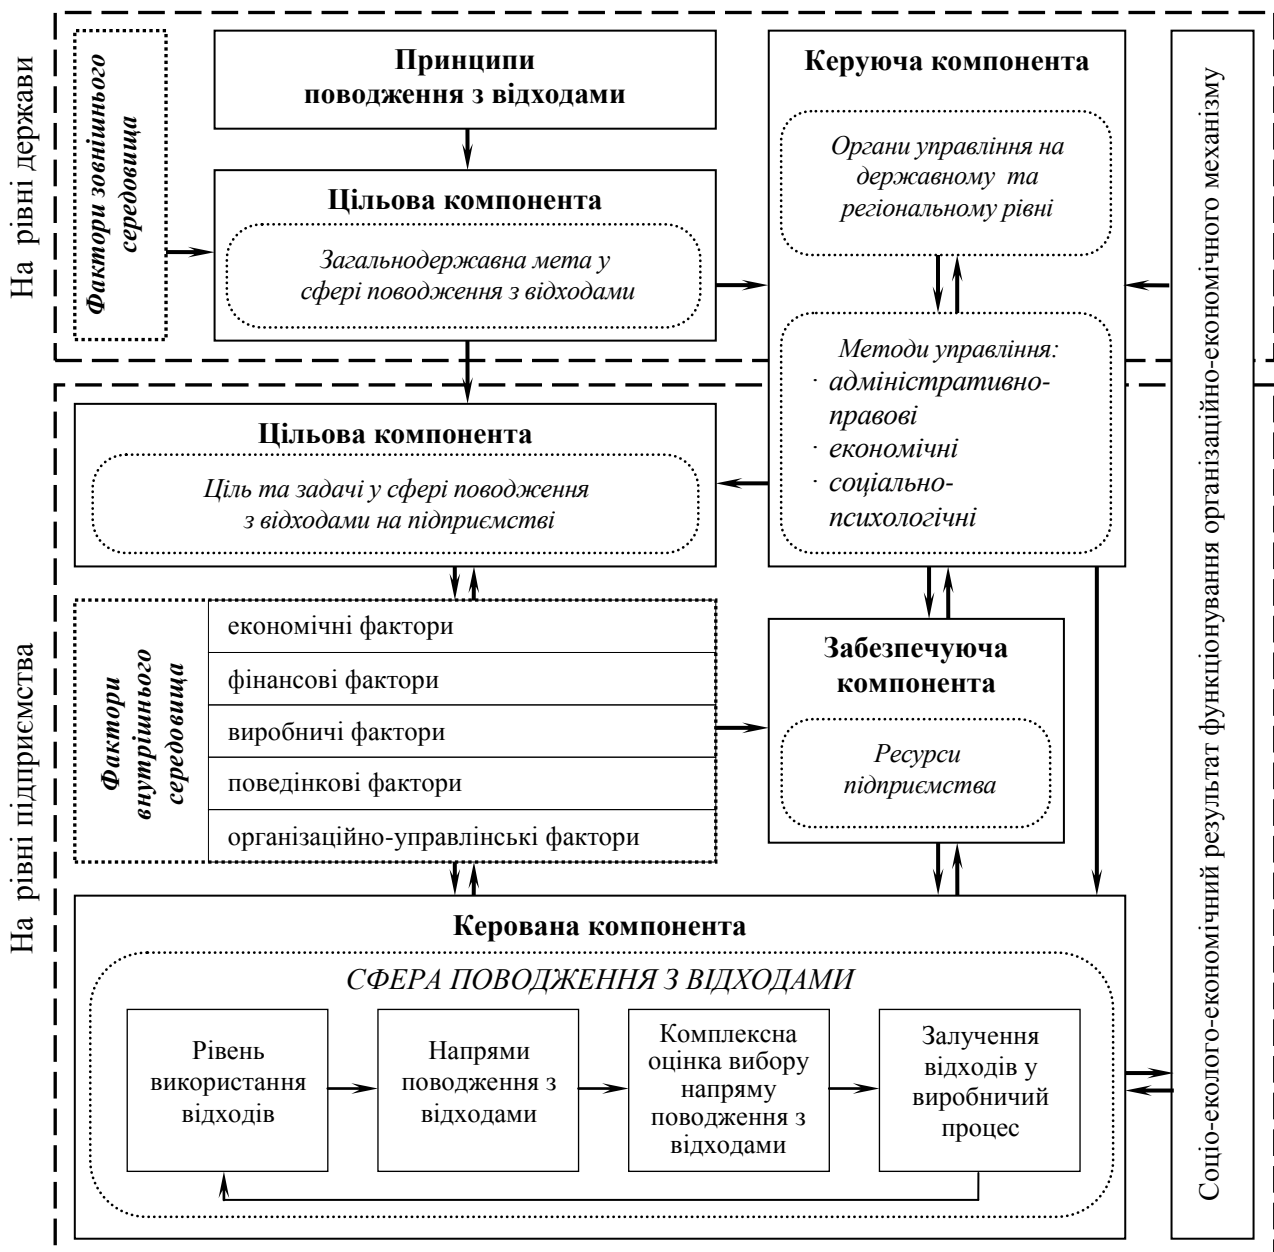 На рівні держави
Фактори зовнішнього
середовища
Принципи
поводження з відходами
Цільова компонента
Загальнодержавна мета у
сфері поводження з відходами
Керуюча компонента
Органи управління на
державному та
регіональному рівні
Методи управління:
· адміністративно-
правові
· економічні
· соціально-
психологічні
На рівні підприємства
Цільова компонента
Ціль та задачі у сфері поводження
з відходами на підприємстві
Фактори
внутрішнього
середовища
економічні фактори
фінансові фактори
виробничі фактори
поведінкові фактори
організаційно-управлінські фактори
Забезпечуюча
компонента
Ресурси
підприємства
Керована компонента
СФЕРА ПОВОДЖЕННЯ З ВІДХОДАМИ
Рівень
використання
відходів
Напрями
поводження з
відходами
Комплексна
оцінка вибору
напряму
поводження з
відходами
Залучення
відходів у
виробничий
процес
Соціо-еколого-економічний результат функціонування організаційно-економічного механізму